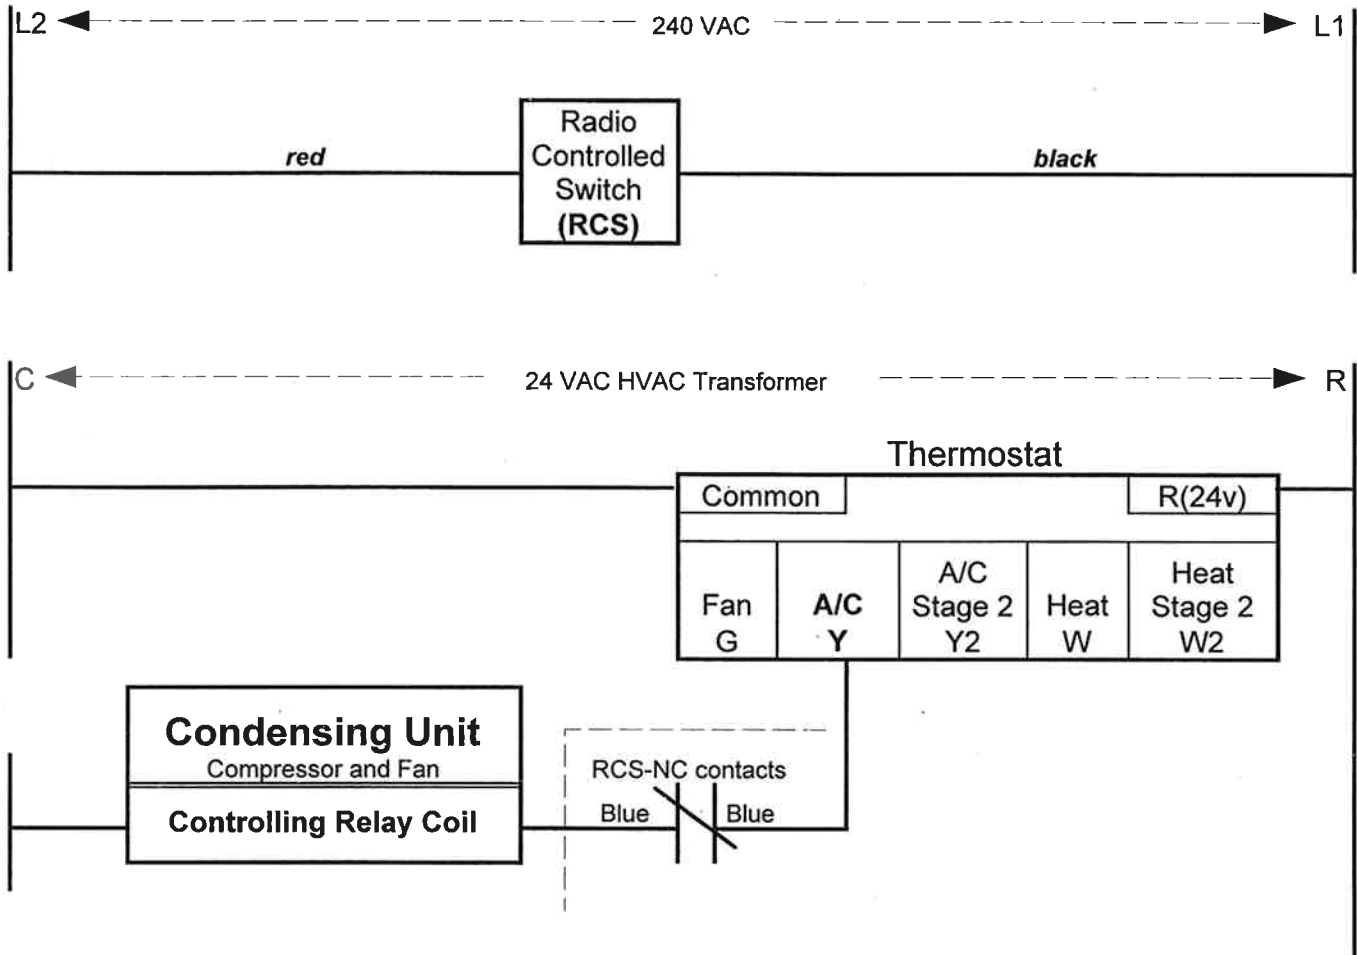 L2 240 VAC L1
Radio
Controlled
Switch
(RCS)
red
black
C 24 VAC HVAC Transformer R
Thermostat
Common R(24v)
Fan
G
A/C
Y
A/C
Stage 2
Y2
Heat
W
Heat
Stage 2
W2
Condensing Unit
Compressor and Fan
Controlling Relay Coil
RCS-NC contacts
Blue Blue